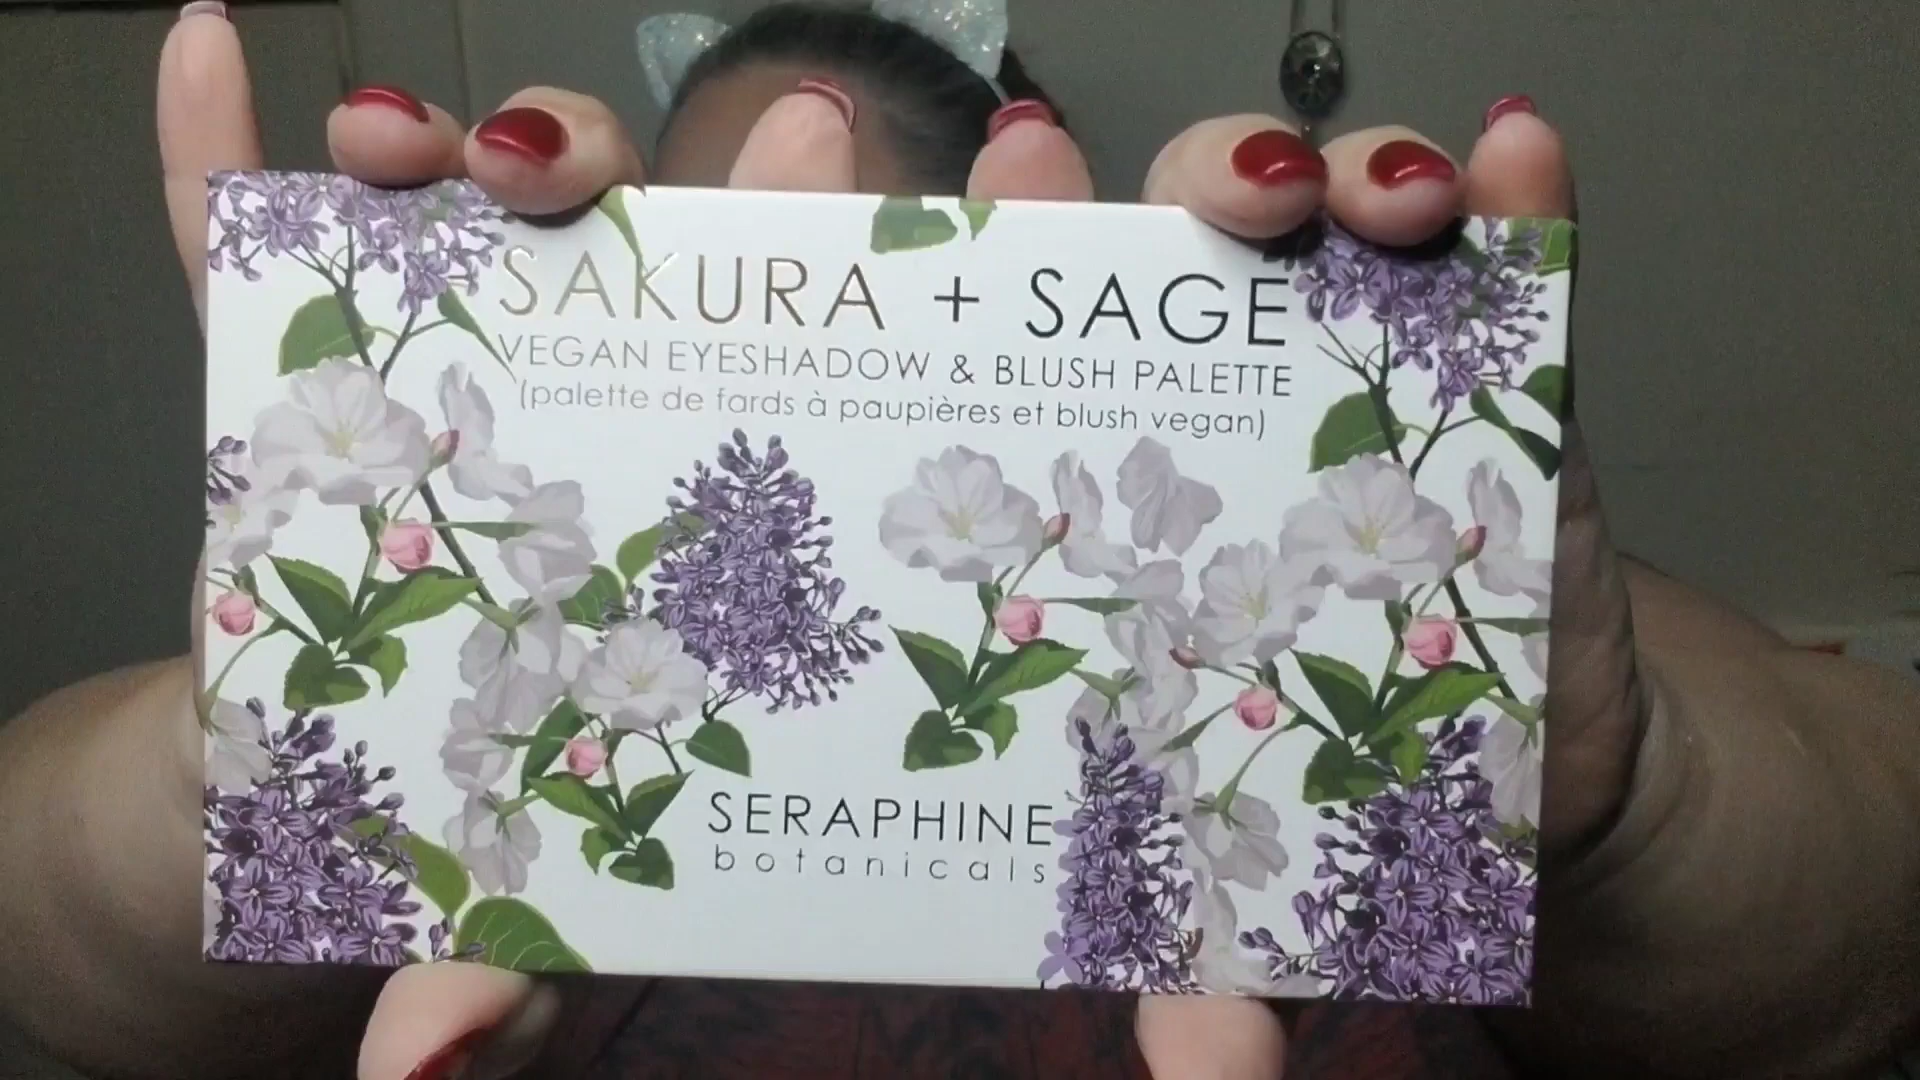 SAKURA + SAGE
VEGAN EYESHADOW & BLUSH PALETTE
(palette de fards à paupières et blush vegan)
SERAPHINE
botanicals